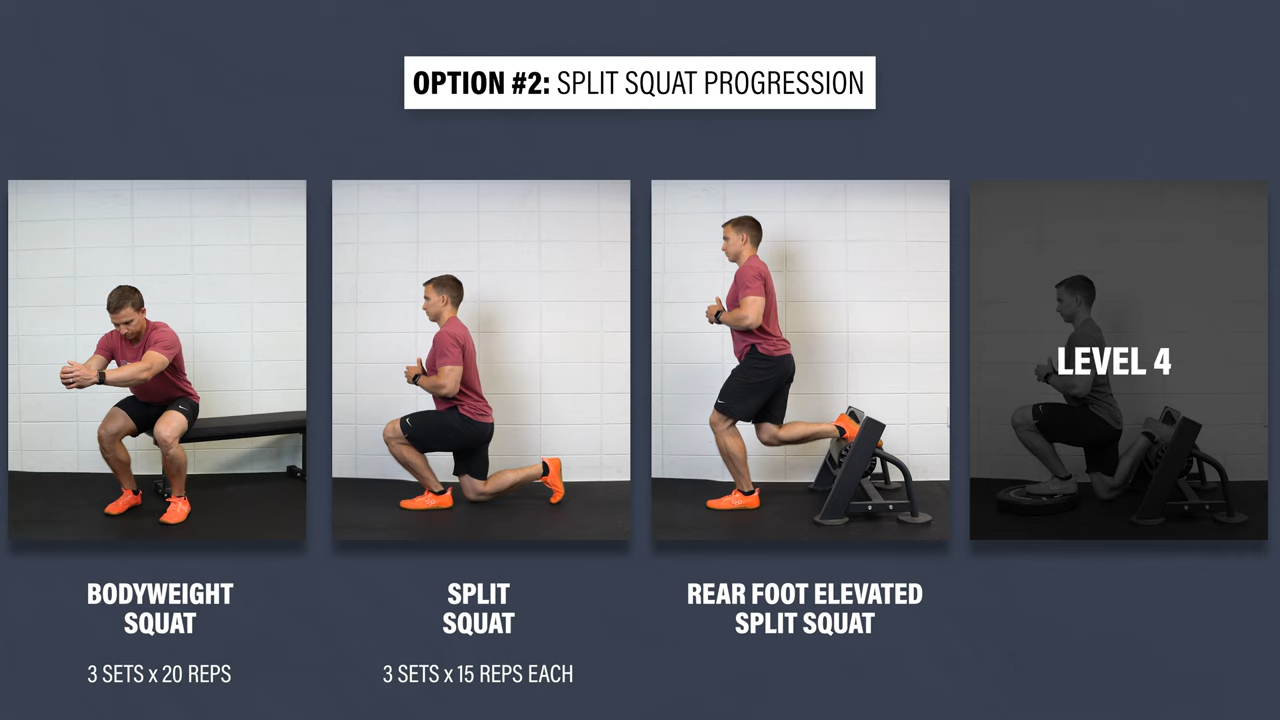 OPTION #2: SPLIT SQUAT PROGRESSION
LEVEL 4
BODYWEIGHT
SQUAT
3 SETS x 20 REPS
SPLIT
SQUAT
3 SETS x 15 REPS EACH
REAR FOOT ELEVATED
SPLIT SQUAT